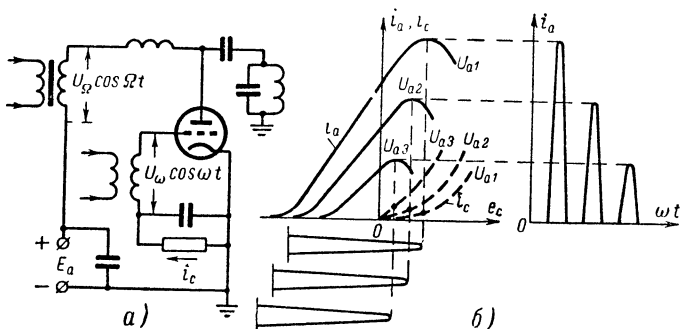 U_Ω cos Ωt
U_ω cos ωt
+
E_a
−
i_c
а)
i_a, i_c
U_a1
U_a2
U_a3
i_a
U_a3
U_a2
U_a1
i_c
0
e_c
б)
i_a
0
ωt